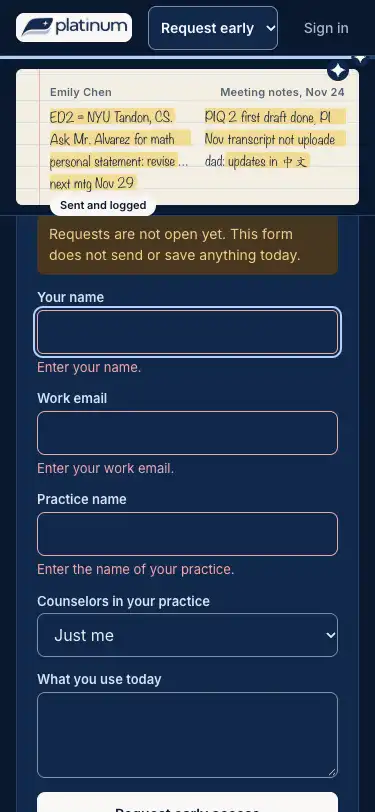 platinum
Request early
Sign in
Emily Chen
Meeting notes, Nov 24
ED2 = NYU Tandon, CS.
Ask Mr. Alvarez for math
personal statement: revise ...
next mtg Nov 29
PIQ 2 first draft done, PI
Nov transcript not uploade
dad: updates in 中文
Sent and logged
Requests are not open yet. This form
does not send or save anything today.
Your name
Enter your name.
Work email
Enter your work email.
Practice name
Enter the name of your practice.
Counselors in your practice
Just me
What you use today
Request early access